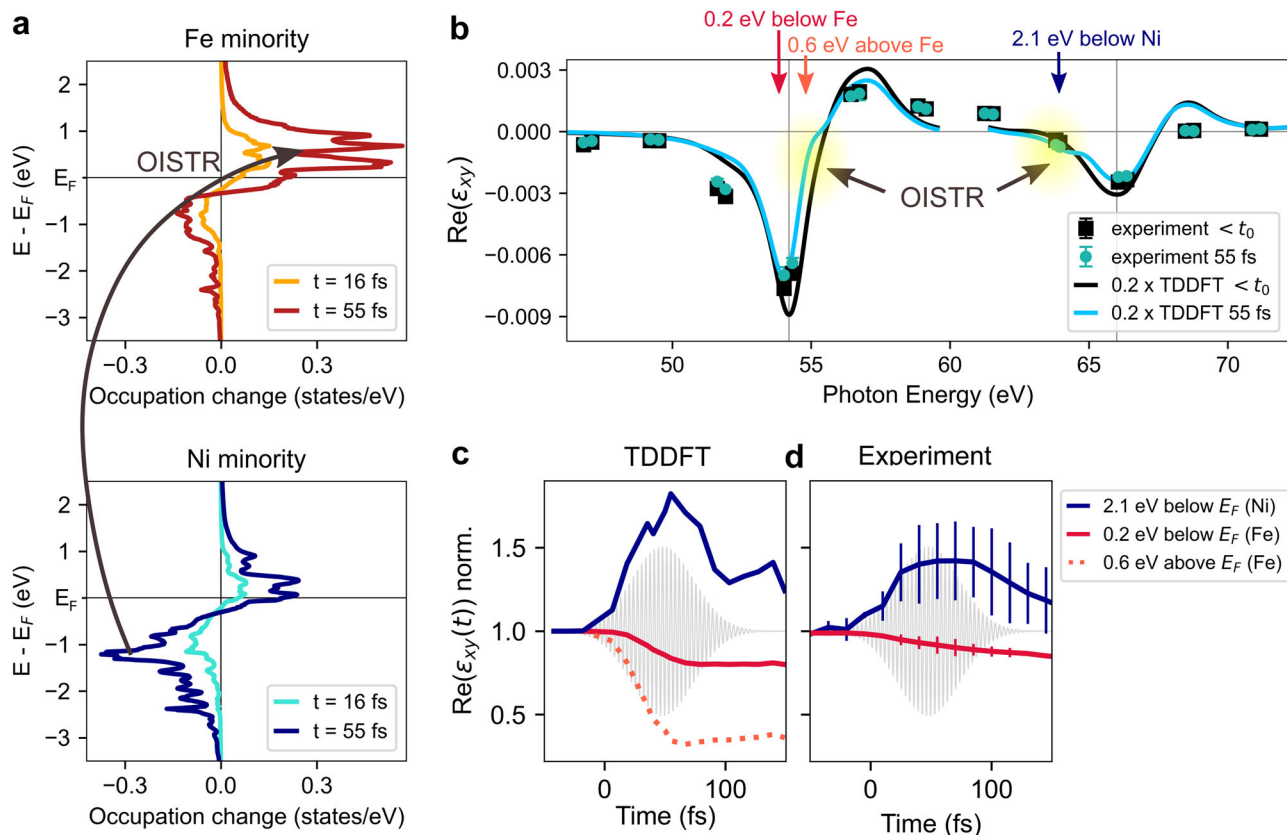 a
Fe minority
2
1
E_F
−1
−2
−3
E - E_F (eV)
OISTR
t = 16 fs
t = 55 fs
−0.3
0.0
0.3
Occupation change (states/eV)
Ni minority
2
1
E_F
−1
−2
−3
E - E_F (eV)
t = 16 fs
t = 55 fs
−0.3
0.0
0.3
Occupation change (states/eV)
b
0.2 eV below Fe
0.6 eV above Fe
2.1 eV below Ni
0.003
0.000
−0.003
−0.006
−0.009
Re(ε_xy)
OISTR
experiment < t_0
experiment 55 fs
0.2 x TDDFT < t_0
0.2 x TDDFT 55 fs
50
55
60
65
70
Photon Energy (eV)
c
TDDFT
1.5
1.0
0.5
Re(ε_xy(t)) norm.
0
100
Time (fs)
d
Experiment
0
100
Time (fs)
2.1 eV below E_F (Ni)
0.2 eV below E_F (Fe)
0.6 eV above E_F (Fe)